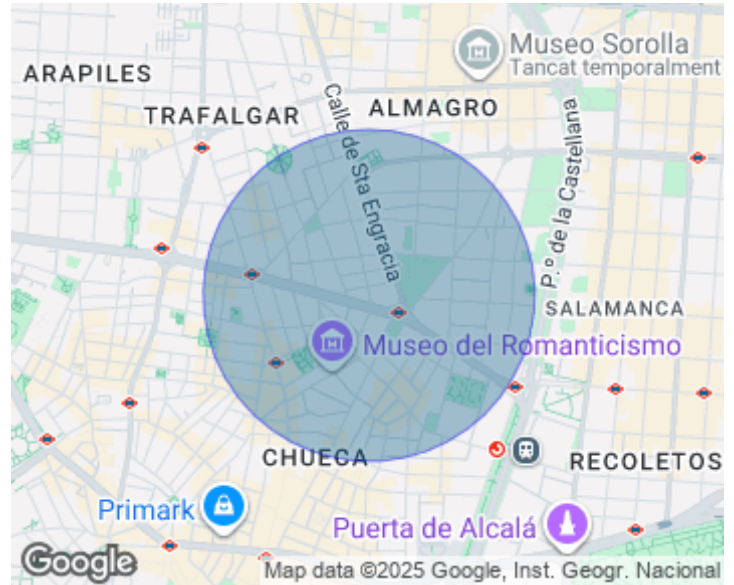 Museo Sorolla
Tancat temporalment
ARAPILES
TRAFALGAR
ALMAGRO
Calle de Sta Engracia
P.º de la Castellana
SALAMANCA
Museo del Romanticismo
CHUECA
RECOLETOS
Primark
Puerta de Alcalá
Google
Map data ©2025 Google, Inst. Geogr. Nacional